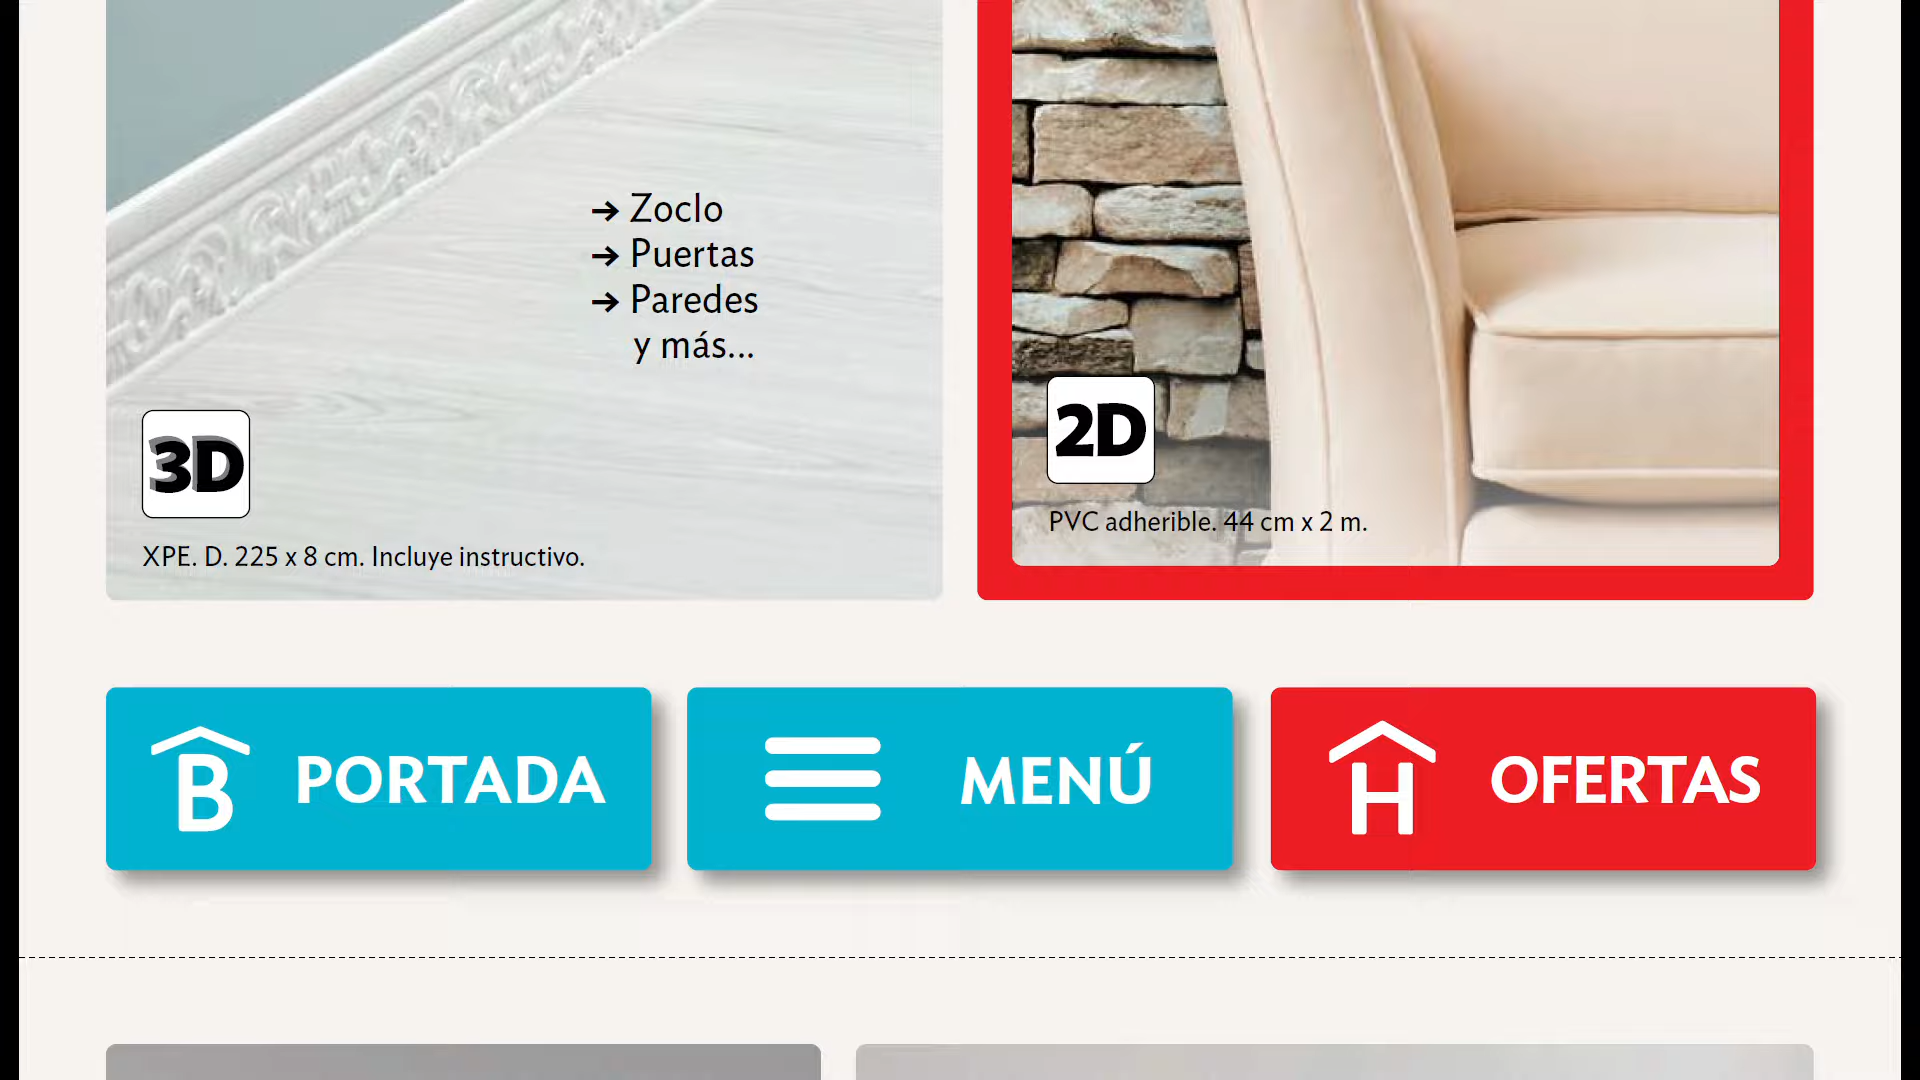 → Zoclo
→ Puertas
→ Paredes
y más...
3D
XPE. D. 225 x 8 cm. Incluye instructivo.
2D
PVC adherible. 44 cm x 2 m.
B PORTADA
MENÚ
H OFERTAS